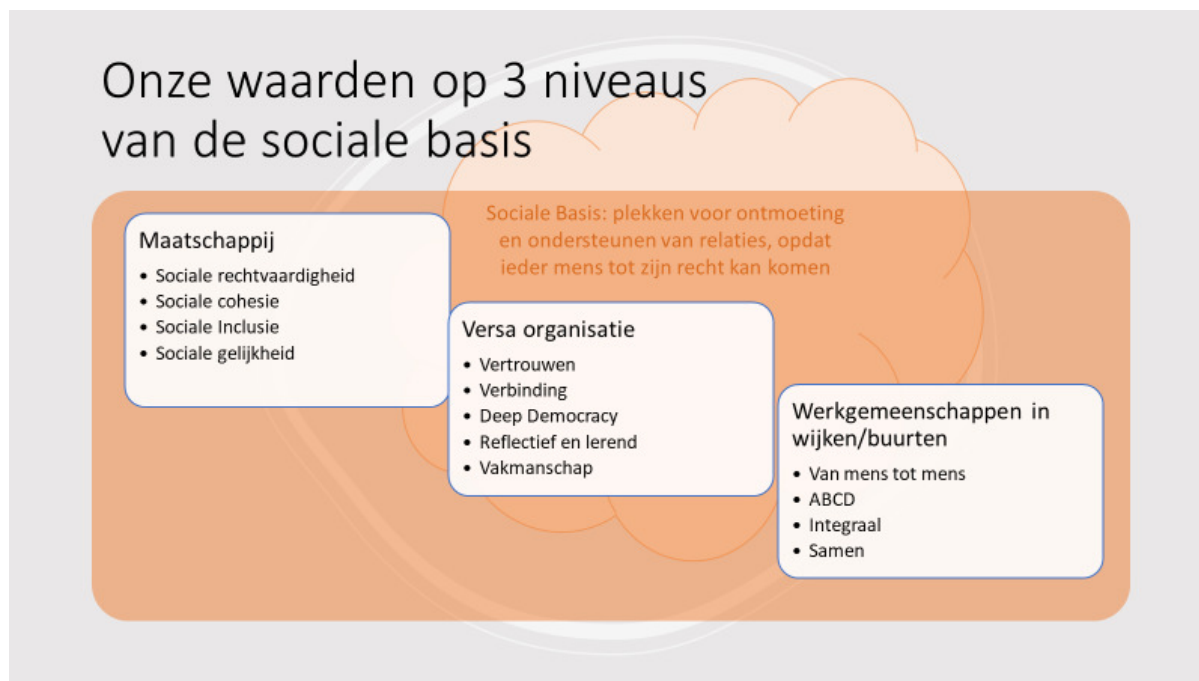 Onze waarden op 3 niveaus
van de sociale basis
Sociale Basis: plekken voor ontmoeting
en ondersteunen van relaties, opdat
ieder mens tot zijn recht kan komen
Maatschappij
• Sociale rechtvaardigheid
• Sociale cohesie
• Sociale Inclusie
• Sociale gelijkheid
Versa organisatie
• Vertrouwen
• Verbinding
• Deep Democracy
• Reflectief en lerend
• Vakmanschap
Werkgemeenschappen in
wijken/buurten
• Van mens tot mens
• ABCD
• Integraal
• Samen